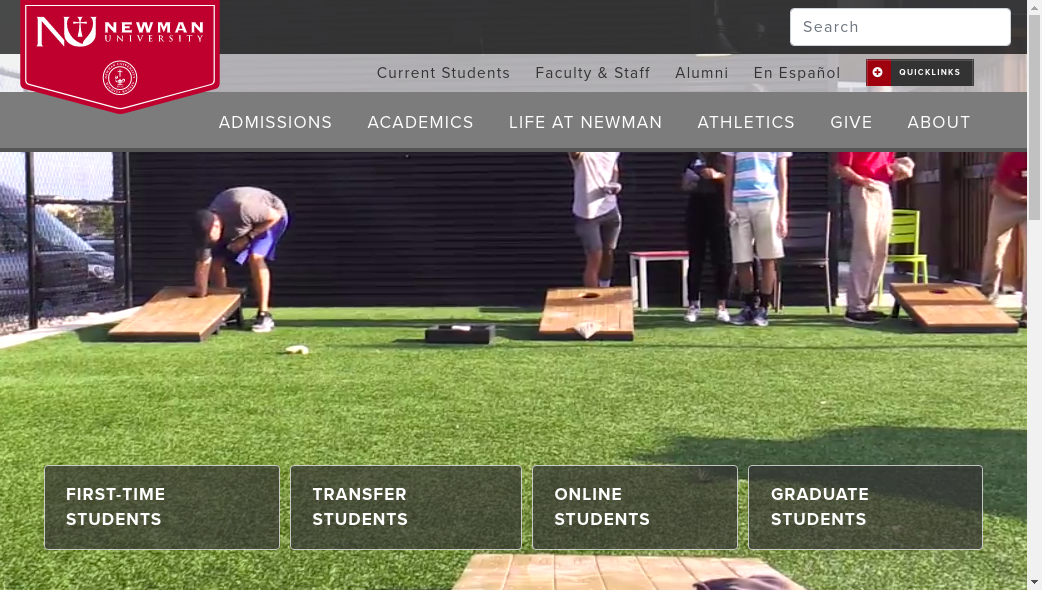 NEWMAN
UNIVERSITY
Search
Current Students
Faculty & Staff
Alumni
En Español
QUICKLINKS
ADMISSIONS
ACADEMICS
LIFE AT NEWMAN
ATHLETICS
GIVE
ABOUT
FIRST-TIME
STUDENTS
TRANSFER
STUDENTS
ONLINE
STUDENTS
GRADUATE
STUDENTS